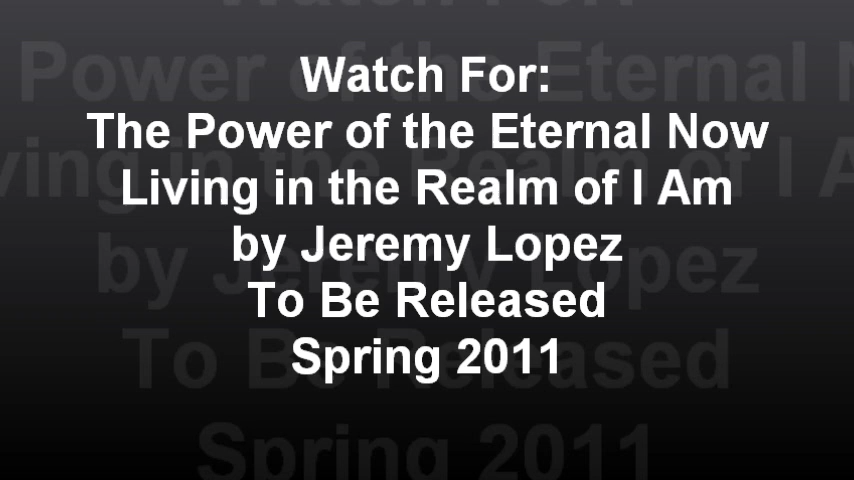 Watch For:
The Power of the Eternal Now
Living in the Realm of I Am
by Jeremy Lopez
To Be Released
Spring 2011